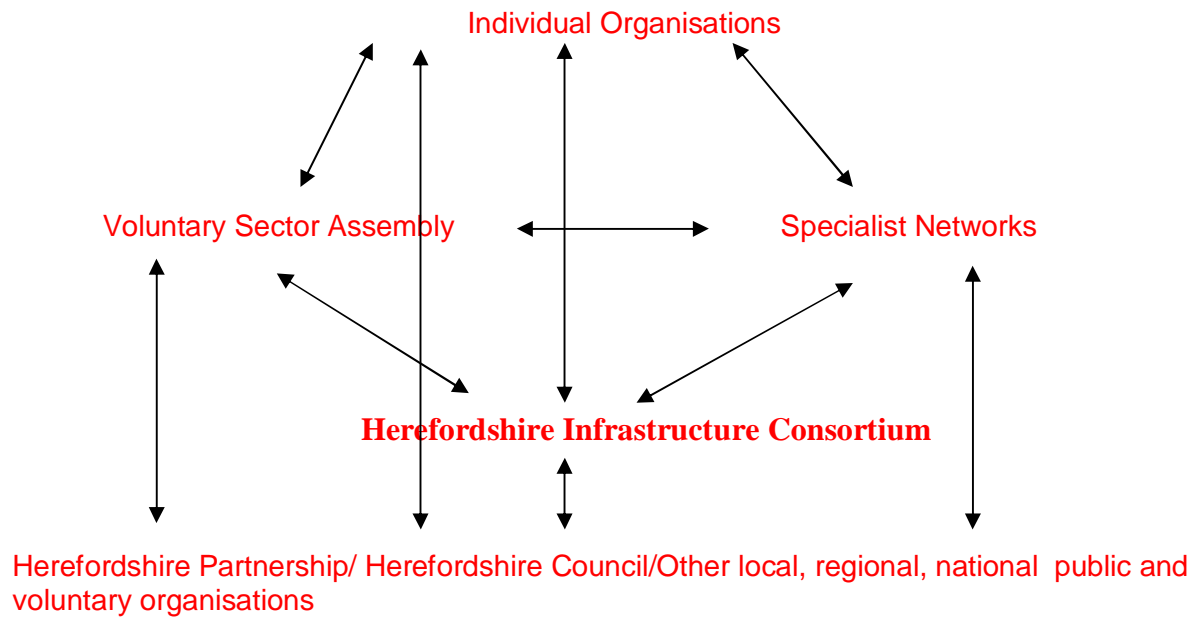 Individual Organisations
Voluntary Sector Assembly
Specialist Networks
Herefordshire Infrastructure Consortium
Herefordshire Partnership/ Herefordshire Council/Other local, regional, national  public and
voluntary organisations